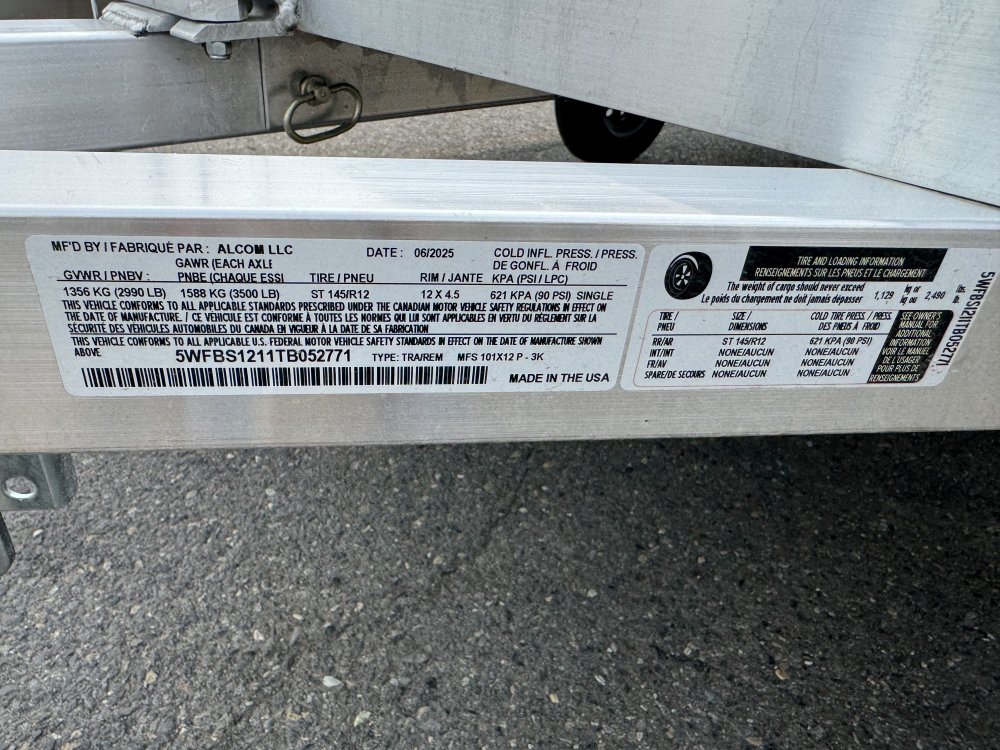 MF'D BY / FABRIQUÉ PAR : ALCOM LLC DATE : 06/2025 COLD INFL. PRESS. / PRESS.
GAWR (EACH AXLE DE GONFL. À FROID
GVWR / PNBV : PNBE (CHAQUE ESSI TIRE / PNEU RIM / JANTE KPA (PSI / LPC)
1356 KG (2990 LB) 1588 KG (3500 LB) ST 145/R12 12 X 4.5 621 KPA (90 PSI) SINGLE
THIS VEHICLE CONFORMS TO ALL APPLICABLE STANDARDS PRESCRIBED UNDER THE CANADIAN MOTOR VEHICLE SAFETY REGULATIONS IN EFFECT ON
THE DATE OF MANUFACTURE. / CE VÉHICULE EST CONFORME À TOUTES LES NORMES QUI LUI SONT APPLICABLES EN VERTU DU RÈGLEMENT SUR LA
SÉCURITÉ DES VÉHICULES AUTOMOBILES DU CANADA EN VIGUEUR À LA DATE DE SA FABRICATION
THIS VEHICLE CONFORMS TO ALL APPLICABLE U.S. FEDERAL MOTOR VEHICLE SAFETY STANDARDS IN EFFECT ON THE DATE OF MANUFACTURE SHOWN
ABOVE 5WFBS1211TB052771 TYPE: TRA/REM MFS 101X12 P - 3K
MADE IN THE USA
TIRE AND LOADING INFORMATION
RENSEIGNEMENTS SUR LES PNEUS ET LE CHARGEMENT
The weight of cargo should never exceed kg or lbs.
Le poids du chargement ne doit jamais dépasser 1,129 kg ou 2,490 lb.
TIRE / SIZE / COLD TIRE PRESS. / PRESS.
PNEU DIMENSIONS DES PNEUS À FROID
RR/AR ST 145/R12 621 KPA (90 PSI)
INT/INT NONE/AUCUN NONE/AUCUN
FR/AV NONE/AUCUN NONE/AUCUN
SPARE/DE SECOURS NONE/AUCUN NONE/AUCUN
SEE OWNER'S
MANUAL FOR
ADDITIONAL
INFORMATION
VOIR LE MANUEL
DE L'USAGER
POUR PLUS DE
RENSEIGNEMENTS
5WFBS1211TB052771